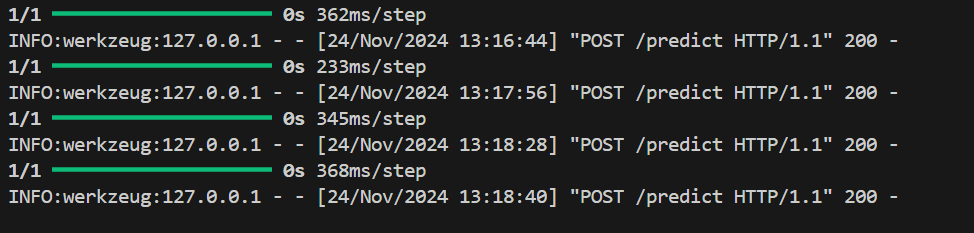 1/1 ━━━━━━━━━━━━━━━━━━━━ 0s 362ms/step
INFO:werkzeug:127.0.0.1 - - [24/Nov/2024 13:16:44] "POST /predict HTTP/1.1" 200 -
1/1 ━━━━━━━━━━━━━━━━━━━━ 0s 233ms/step
INFO:werkzeug:127.0.0.1 - - [24/Nov/2024 13:17:56] "POST /predict HTTP/1.1" 200 -
1/1 ━━━━━━━━━━━━━━━━━━━━ 0s 345ms/step
INFO:werkzeug:127.0.0.1 - - [24/Nov/2024 13:18:28] "POST /predict HTTP/1.1" 200 -
1/1 ━━━━━━━━━━━━━━━━━━━━ 0s 368ms/step
INFO:werkzeug:127.0.0.1 - - [24/Nov/2024 13:18:40] "POST /predict HTTP/1.1" 200 -